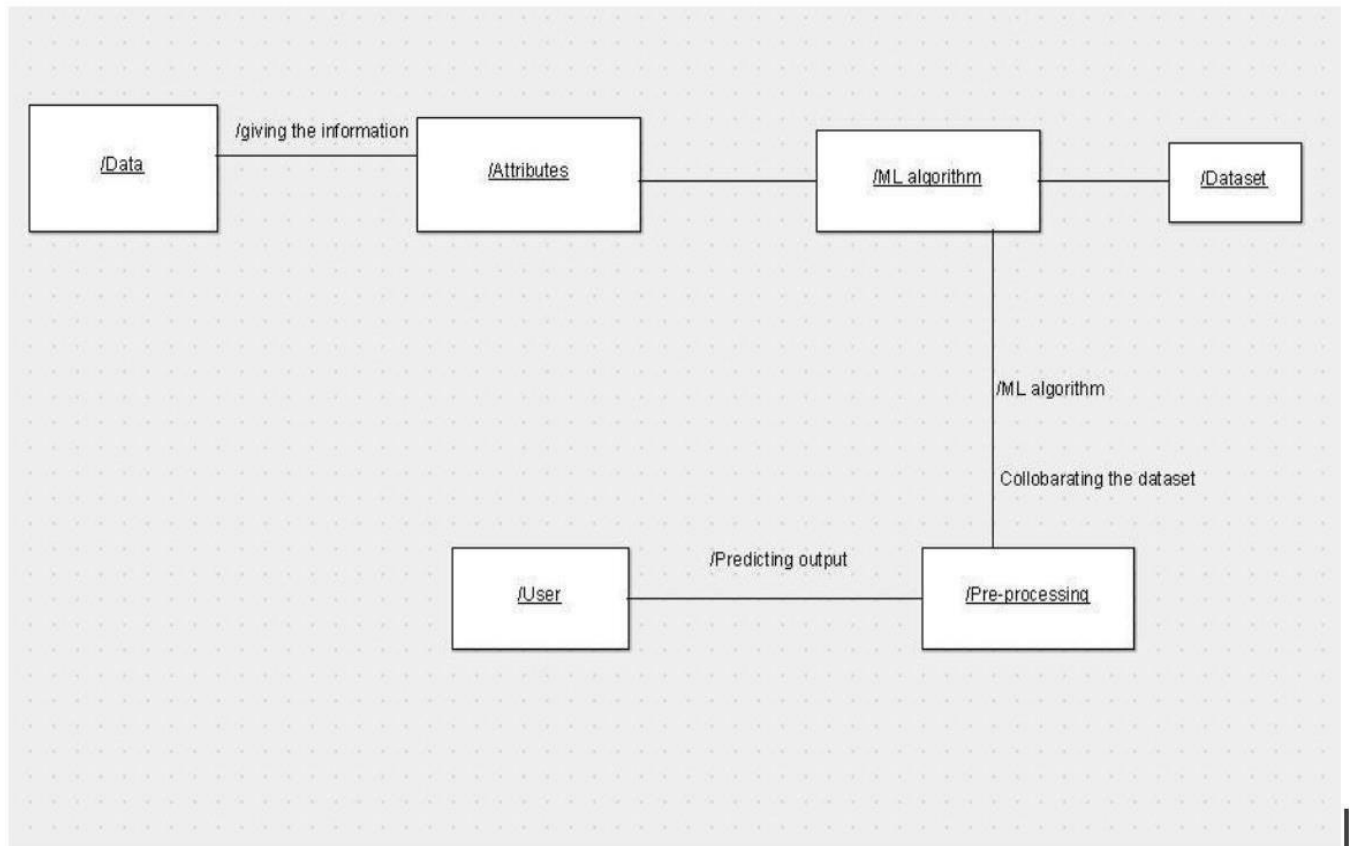 /giving the information
/Data
/Attributes
/ML algorithm
/Dataset
/ML algorithm
Collobarating the dataset
/Predicting output
/User
/Pre-processing